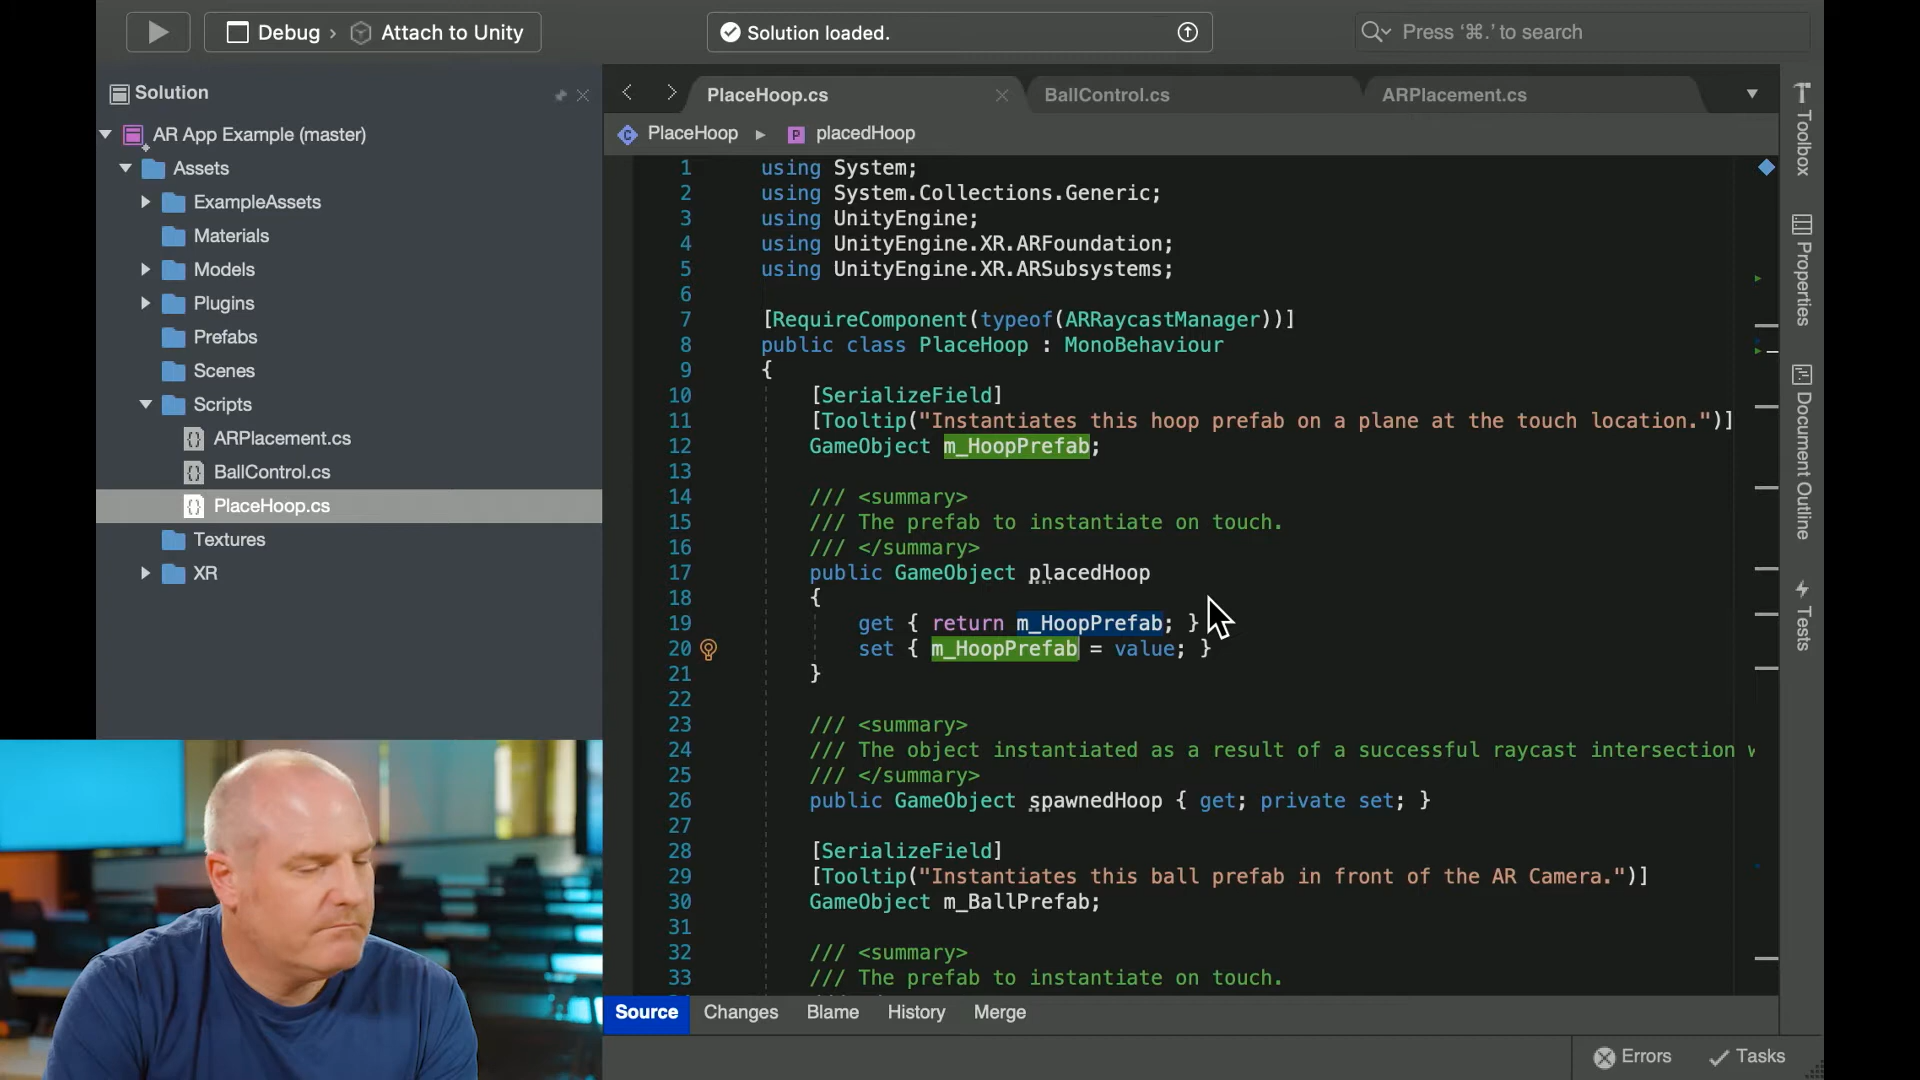 Debug › Attach to Unity
Solution loaded.
Press ‘⌘.’ to search
Solution
AR App Example (master)
Assets
ExampleAssets
Materials
Models
Plugins
Prefabs
Scenes
Scripts
ARPlacement.cs
BallControl.cs
PlaceHoop.cs
Textures
XR
PlaceHoop.cs
BallControl.cs
ARPlacement.cs
PlaceHoop ▸ placedHoop
1 using System;
2 using System.Collections.Generic;
3 using UnityEngine;
4 using UnityEngine.XR.ARFoundation;
5 using UnityEngine.XR.ARSubsystems;
6
7 [RequireComponent(typeof(ARRaycastManager))]
8 public class PlaceHoop : MonoBehaviour
9 {
10 [SerializeField]
11 [Tooltip("Instantiates this hoop prefab on a plane at the touch location.")]
12 GameObject m_HoopPrefab;
13
14 /// <summary>
15 /// The prefab to instantiate on touch.
16 /// </summary>
17 public GameObject placedHoop
18 {
19 get { return m_HoopPrefab; }
20 set { m_HoopPrefab = value; }
21 }
22
23 /// <summary>
24 /// The object instantiated as a result of a successful raycast intersection
25 /// </summary>
26 public GameObject spawnedHoop { get; private set; }
27
28 [SerializeField]
29 [Tooltip("Instantiates this ball prefab in front of the AR Camera.")]
30 GameObject m_BallPrefab;
31
32 /// <summary>
33 /// The prefab to instantiate on touch.
Source Changes Blame History Merge
Errors Tasks
Toolbox
Properties
Document Outline
Tests